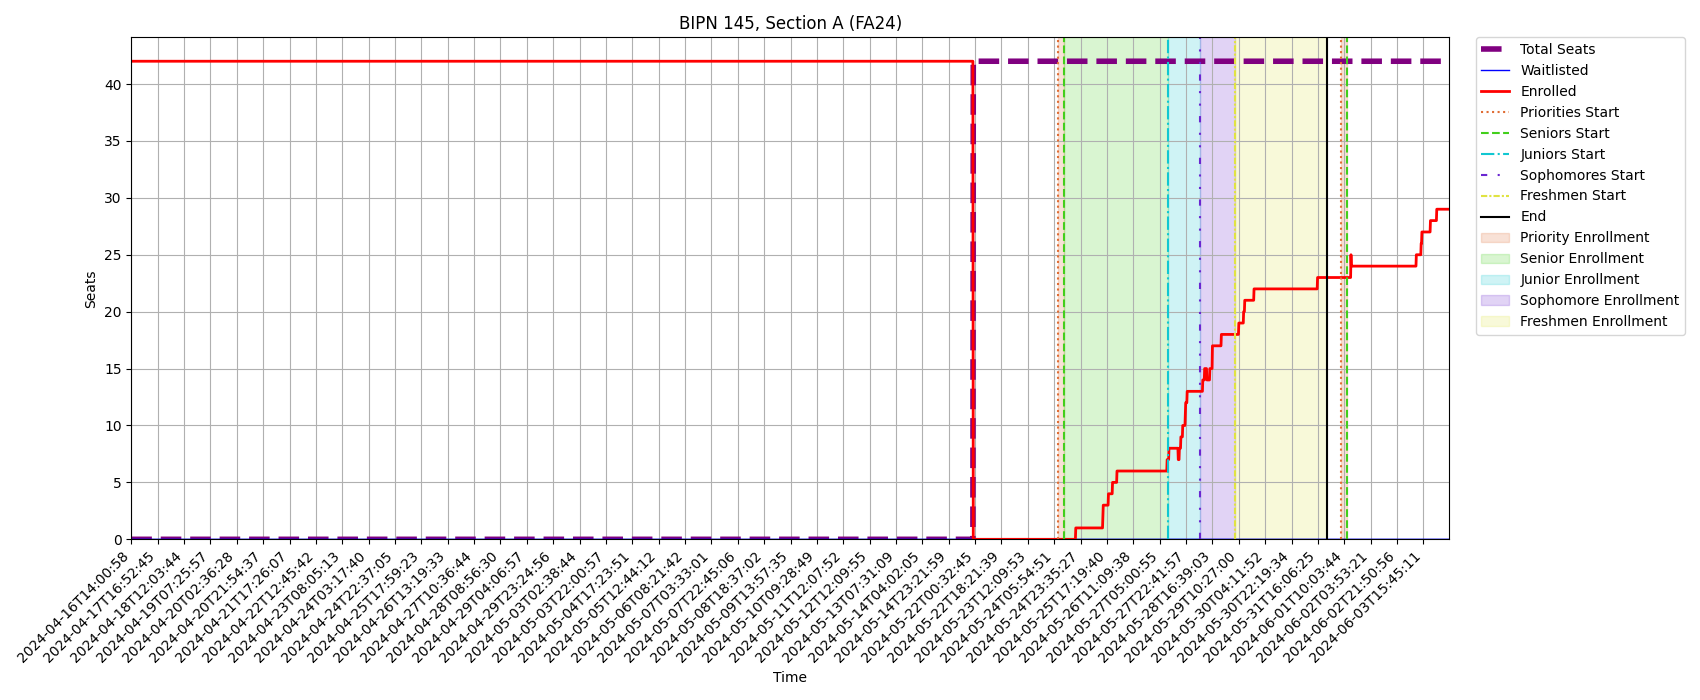 BIPN 145, Section A (FA24)
Total Seats
Waitlisted
Enrolled
Priorities Start
Seniors Start
Juniors Start
Sophomores Start
Freshmen Start
End
Priority Enrollment
Senior Enrollment
Junior Enrollment
Sophomore Enrollment
Freshmen Enrollment
Seats
40
35
30
25
20
15
10
5
0
2024-04-16T14:00:58
2024-04-17T16:52:45
2024-04-18T12:03:44
2024-04-19T07:25:57
2024-04-20T02:36:28
2024-04-20T21:54:37
2024-04-21T17:26:07
2024-04-22T12:45:42
2024-04-23T08:05:13
2024-04-24T03:17:40
2024-04-24T22:37:05
2024-04-25T17:59:23
2024-04-26T13:19:33
2024-04-27T10:36:44
2024-04-28T08:56:30
2024-04-29T04:06:57
2024-04-29T23:24:56
2024-05-03T02:38:44
2024-05-03T22:00:57
2024-05-04T17:23:51
2024-05-05T12:44:12
2024-05-06T08:21:42
2024-05-07T03:33:01
2024-05-07T22:45:06
2024-05-08T18:37:02
2024-05-09T13:57:35
2024-05-10T09:28:49
2024-05-11T12:07:52
2024-05-12T12:09:55
2024-05-13T07:31:09
2024-05-14T04:02:05
2024-05-14T23:21:59
2024-05-22T00:32:45
2024-05-22T18:21:39
2024-05-23T12:09:53
2024-05-24T05:54:51
2024-05-24T23:35:27
2024-05-25T17:19:40
2024-05-26T11:09:38
2024-05-27T05:00:55
2024-05-27T22:41:57
2024-05-28T16:39:03
2024-05-29T10:27:00
2024-05-30T04:11:52
2024-05-30T22:19:34
2024-05-31T16:06:25
2024-06-01T10:03:44
2024-06-02T03:53:21
2024-06-02T21:50:56
2024-06-03T15:45:11
Time